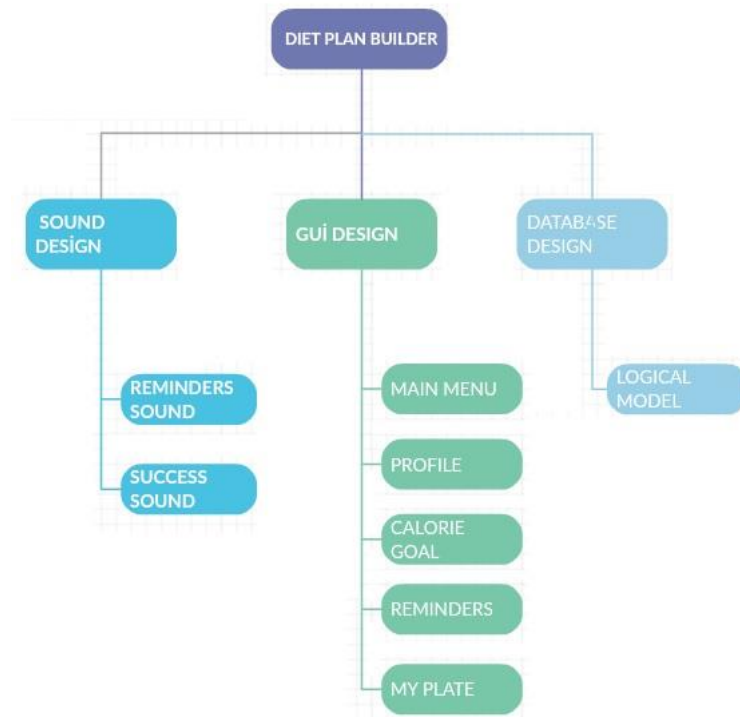 DIET PLAN BUILDER
SOUND
DESİGN
REMINDERS
SOUND
SUCCESS
SOUND
GUİ DESIGN
MAIN MENU
PROFILE
CALORIE
GOAL
REMINDERS
MY PLATE
DATABASE
DESIGN
LOGICAL
MODEL